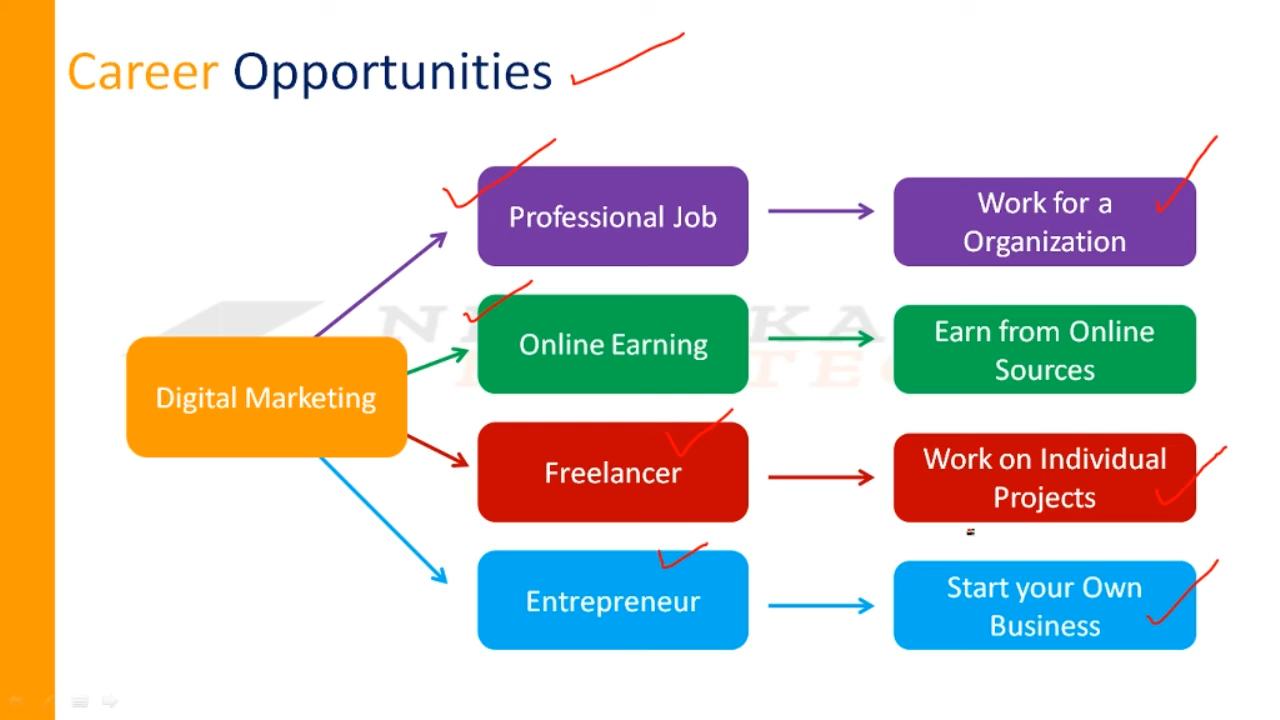 Career Opportunities
Professional Job
Work for a
Organization
Online Earning
Earn from Online
Sources
Digital Marketing
Freelancer
Work on Individual
Projects
Entrepreneur
Start your Own
Business